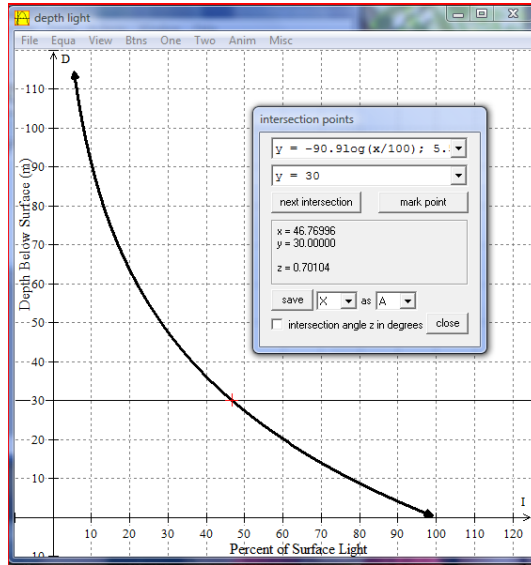 depth light
File Equa View Btns One Two Anim Misc
D
110
100
90
80
70
60
50
40
30
20
10
10
Depth Below Surface (m)
intersection points
y = -90.9log(x/100); 5.
y = 30
next intersection mark point
x = 46.76996
y = 30.00000
z = 0.70104
save X as A
intersection angle z in degrees close
I
10 20 30 40 50 60 70 80 90 100 110 120
Percent of Surface Light